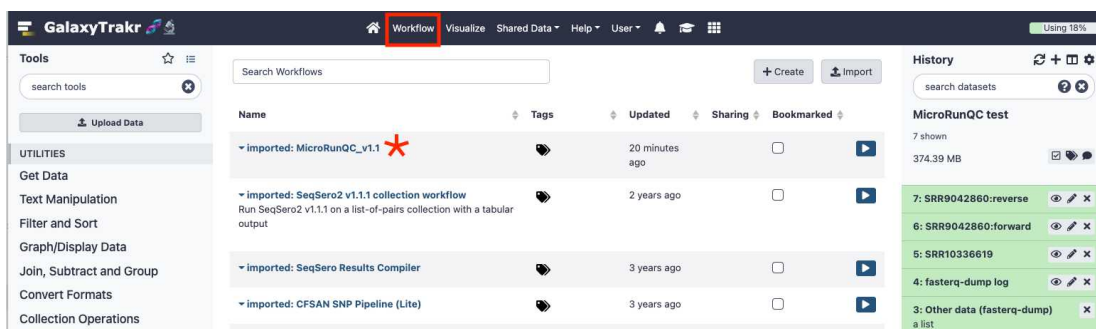 GalaxyTrakr
Workflow Visualize Shared Data Help User
Using 18%
Tools
search tools
Upload Data
UTILITIES
Get Data
Text Manipulation
Filter and Sort
Graph/Display Data
Join, Subtract and Group
Convert Formats
Collection Operations
Search Workflows
+ Create Import
Name Tags Updated Sharing Bookmarked
imported: MicroRunQC_v1.1 20 minutes
ago
imported: SeqSero2 v1.1.1 collection workflow 2 years ago
Run SeqSero2 v1.1.1 on a list-of-pairs collection with a tabular
output
imported: SeqSero Results Compiler 3 years ago
imported: CFSAN SNP Pipeline (Lite) 3 years ago
History
search datasets
MicroRunQC test
7 shown
374.39 MB
7: SRR9042860:reverse
6: SRR9042860:forward
5: SRR10336619
4: fasterq-dump log
3: Other data (fasterq-dump)
a list